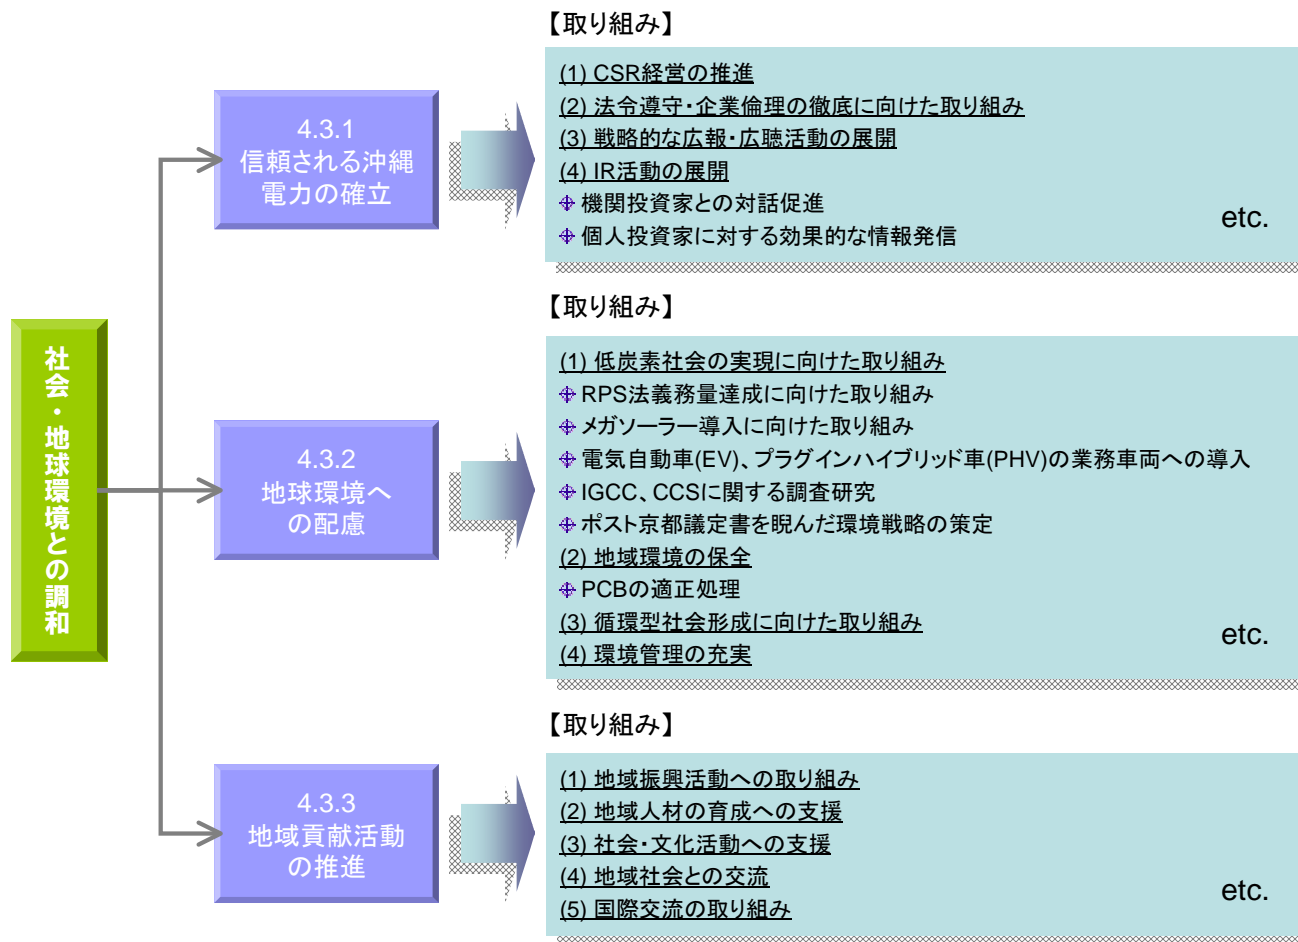 社会・地球環境との調和
4.3.1
信頼される沖縄
電力の確立
【取り組み】
(1) CSR経営の推進
(2) 法令遵守・企業倫理の徹底に向けた取り組み
(3) 戦略的な広報・広聴活動の展開
(4) IR活動の展開
機関投資家との対話促進
個人投資家に対する効果的な情報発信
etc.
4.3.2
地球環境へ
の配慮
【取り組み】
(1) 低炭素社会の実現に向けた取り組み
RPS法義務量達成に向けた取り組み
メガソーラー導入に向けた取り組み
電気自動車(EV)、プラグインハイブリッド車(PHV)の業務車両への導入
IGCC、CCSに関する調査研究
ポスト京都議定書を睨んだ環境戦略の策定
(2) 地域環境の保全
PCBの適正処理
(3) 循環型社会形成に向けた取り組み
(4) 環境管理の充実
etc.
4.3.3
地域貢献活動
の推進
【取り組み】
(1) 地域振興活動への取り組み
(2) 地域人材の育成への支援
(3) 社会・文化活動への支援
(4) 地域社会との交流
(5) 国際交流の取り組み
etc.